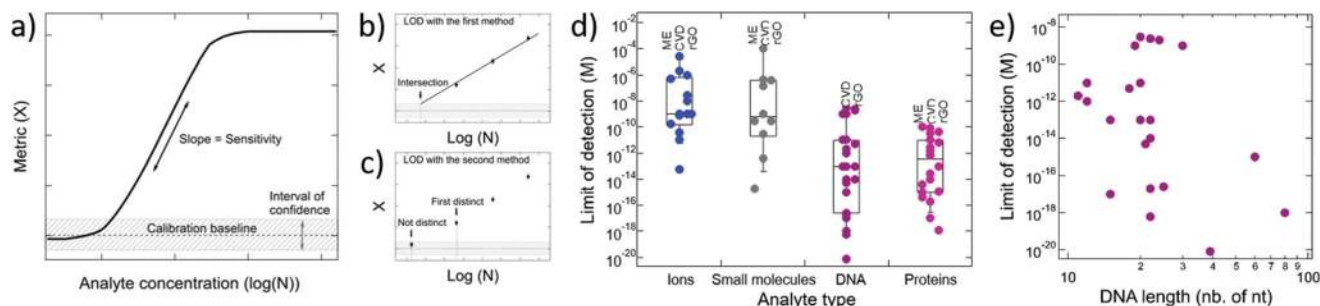 a)
Metric (X)
Slope = Sensitivity
Interval of
confidence
Calibration baseline
Analyte concentration (log(N))
b)
LOD with the first method
X
Intersection
Log (N)
c)
LOD with the second method
X
First distinct
Not distinct
Log (N)
d)
Limit of detection (M)
10⁰
10⁻²
10⁻⁴
10⁻⁶
10⁻⁸
10⁻¹⁰
10⁻¹²
10⁻¹⁴
10⁻¹⁶
10⁻¹⁸
10⁻²⁰
ME CVD rGO
ME CVD rGO
CVD rGO
ME CVD rGO
Ions Small molecules DNA Proteins
Analyte type
e)
Limit of detection (M)
10⁻⁸
10⁻¹⁰
10⁻¹²
10⁻¹⁴
10⁻¹⁶
10⁻¹⁸
10⁻²⁰
10 2 3 4 5 6 7 8 9 100
DNA length (nb. of nt)